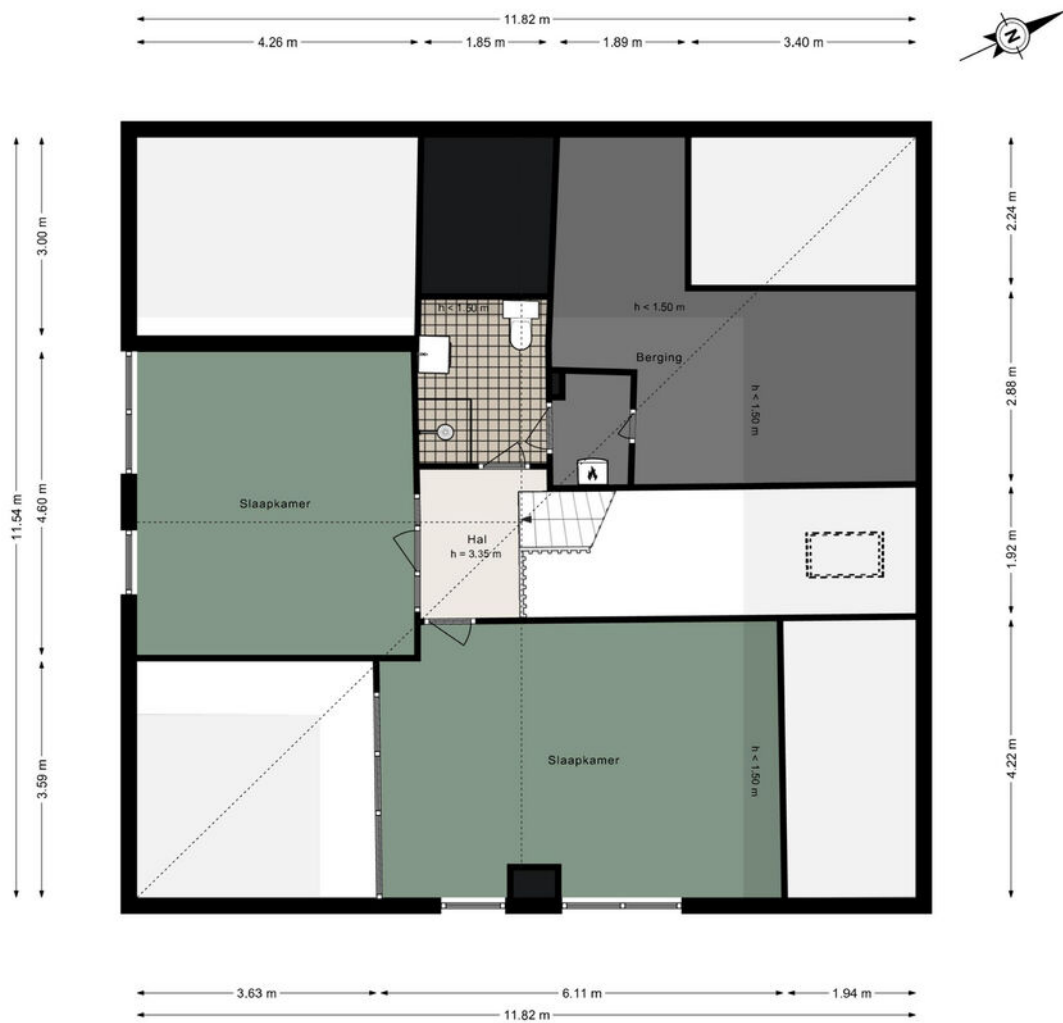 11.82 m
4.26 m
1.85 m
1.89 m
3.40 m
N
3.00 m
2.24 m
h < 1.50 m
h < 1.50 m
Berging
2.88 m
h < 1.50 m
11.54 m
4.60 m
Slaapkamer
Hal
h = 3.35 m
1.92 m
3.59 m
Slaapkamer
h < 1.50 m
4.22 m
3.63 m
6.11 m
1.94 m
11.82 m